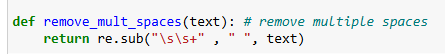 def remove_mult_spaces(text): # remove multiple spaces
    return re.sub("\s\s+" , " ", text)